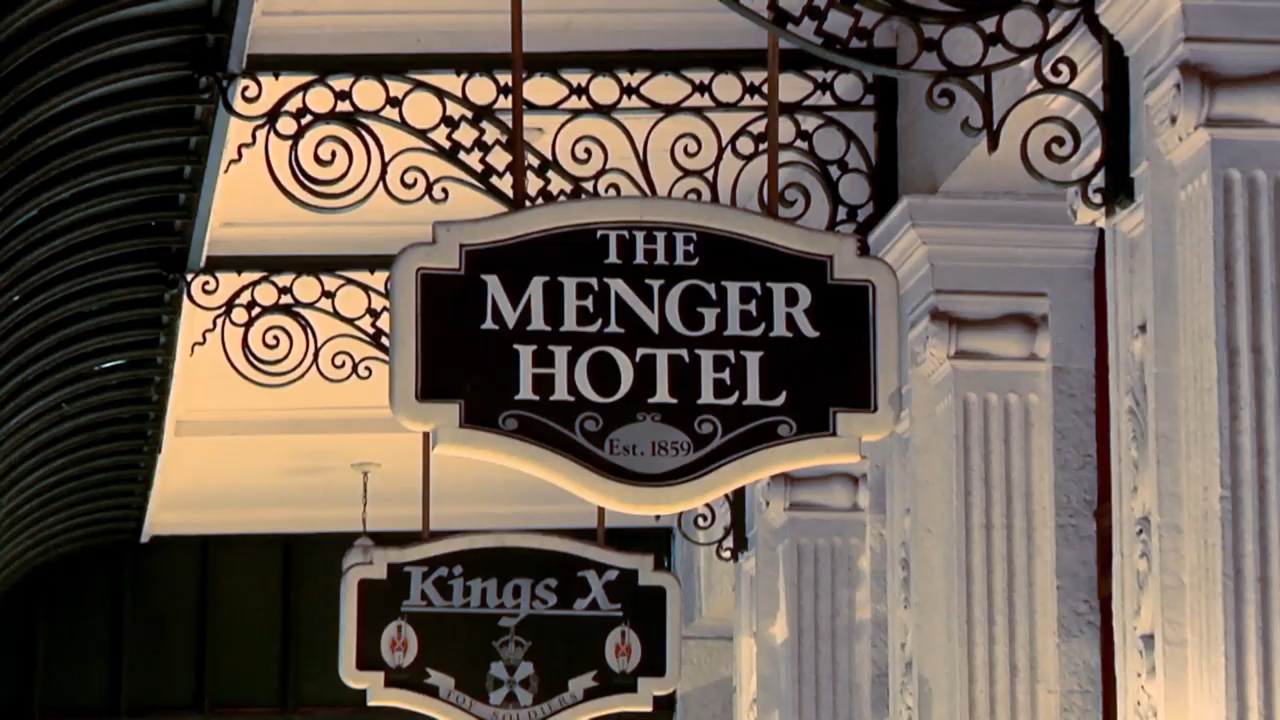 THE
MENGER
HOTEL
Est. 1859
Kings X
TOY SOLDIERS